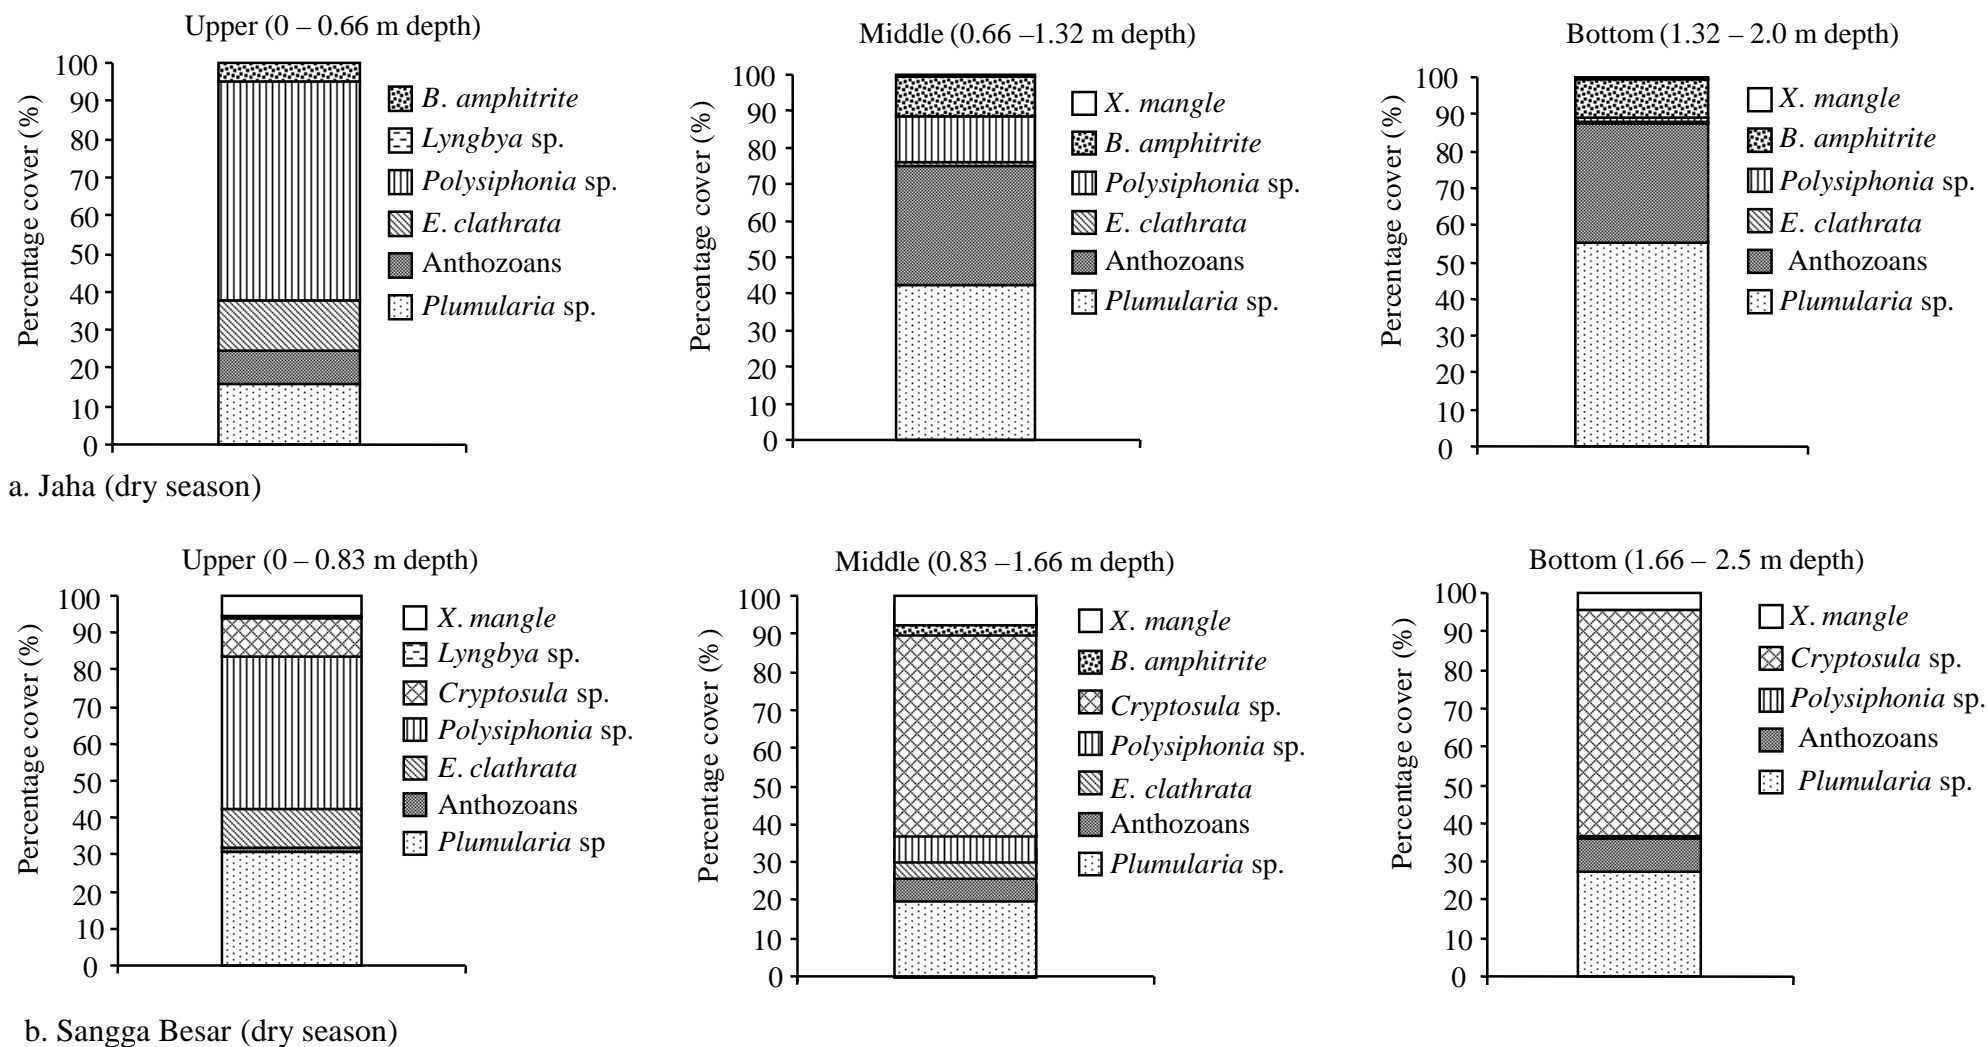 Upper (0 – 0.66 m depth)
Percentage cover (%)
100
90
80
70
60
50
40
30
20
10
0
B. amphitrite
Lyngbya sp.
Polysiphonia sp.
E. clathrata
Anthozoans
Plumularia sp.
Middle (0.66 –1.32 m depth)
Percentage cover (%)
100
90
80
70
60
50
40
30
20
10
0
X. mangle
B. amphitrite
Polysiphonia sp.
E. clathrata
Anthozoans
Plumularia sp.
Bottom (1.32 – 2.0 m depth)
Percentage cover (%)
100
90
80
70
60
50
40
30
20
10
0
X. mangle
B. amphitrite
Polysiphonia sp.
E. clathrata
Anthozoans
Plumularia sp.
a. Jaha (dry season)
Upper (0 – 0.83 m depth)
Percentage cover (%)
100
90
80
70
60
50
40
30
20
10
0
X. mangle
Lyngbya sp.
Cryptosula sp.
Polysiphonia sp.
E. clathrata
Anthozoans
Plumularia sp
Middle (0.83 –1.66 m depth)
Percentage cover (%)
100
90
80
70
60
50
40
30
20
10
0
X. mangle
B. amphitrite
Cryptosula sp.
Polysiphonia sp.
E. clathrata
Anthozoans
Plumularia sp.
Bottom (1.66 – 2.5 m depth)
Percentage cover (%)
100
90
80
70
60
50
40
30
20
10
0
X. mangle
Cryptosula sp.
Polysiphonia sp.
Anthozoans
Plumularia sp.
b. Sangga Besar (dry season)